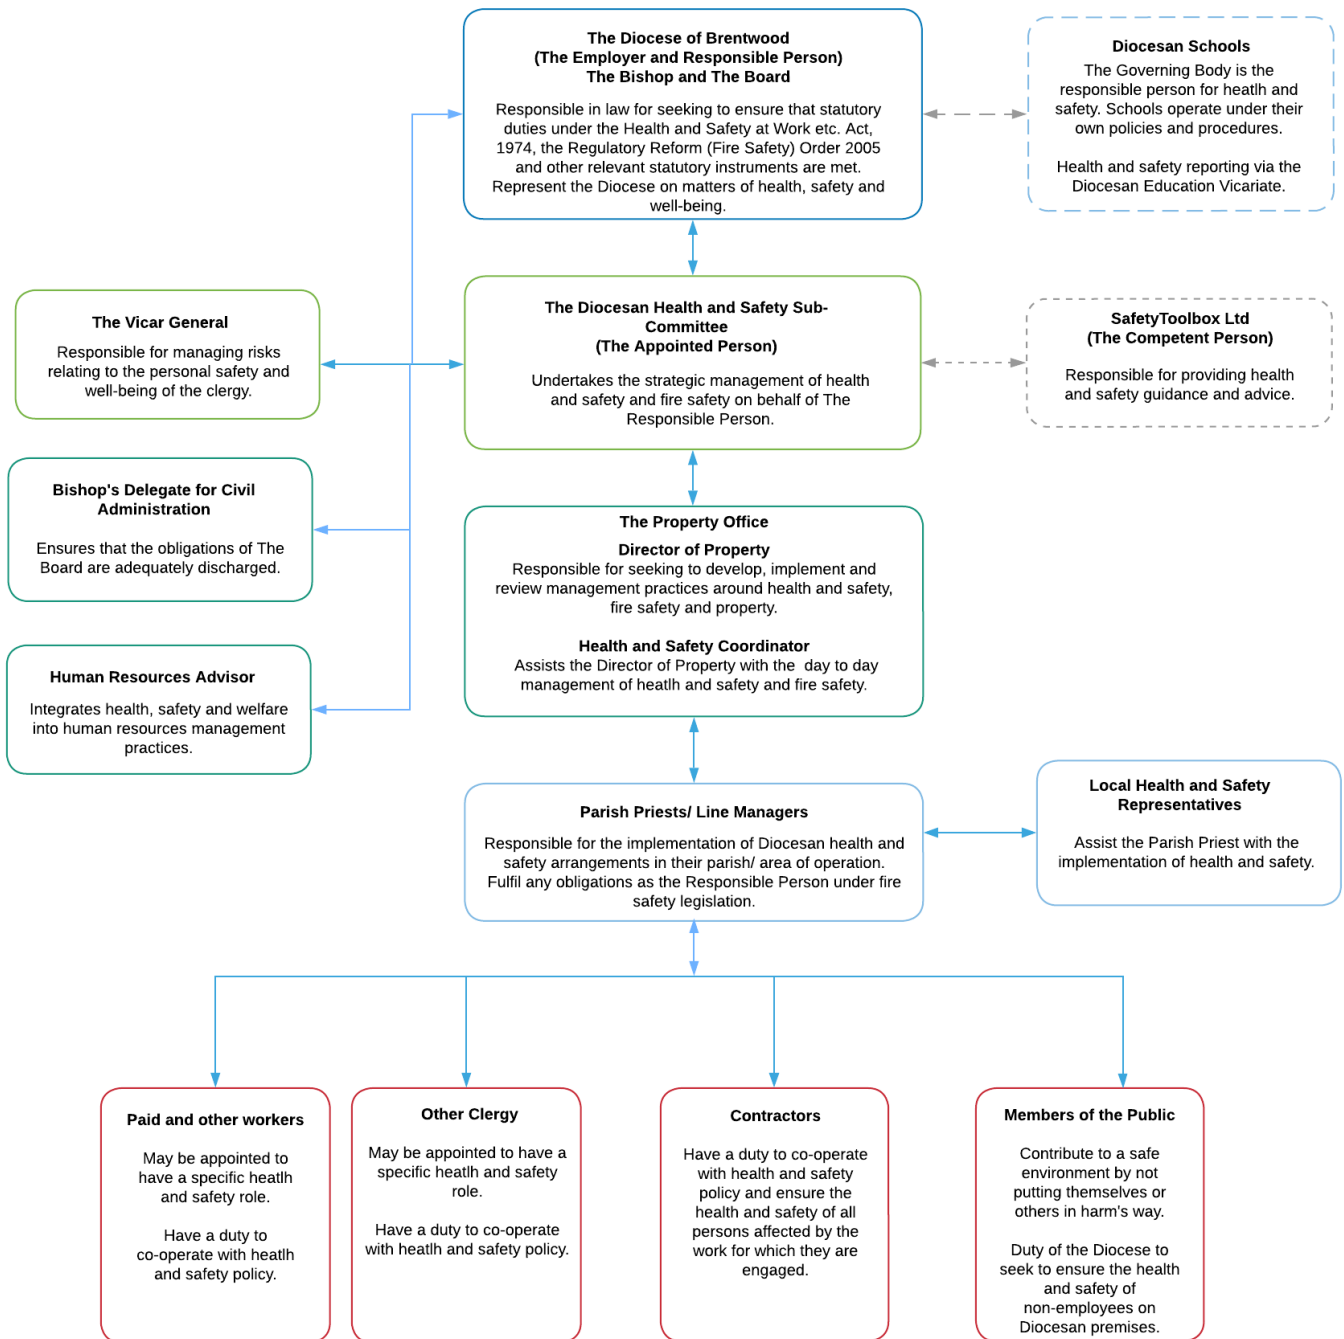 The Diocese of Brentwood
(The Employer and Responsible Person)
The Bishop and The Board
Responsible in law for seeking to ensure that statutory
duties under the Health and Safety at Work etc. Act,
1974, the Regulatory Reform (Fire Safety) Order 2005
and other relevant statutory instruments are met.
Represent the Diocese on matters of health, safety and
well-being.
Diocesan Schools
The Governing Body is the
responsible person for heatlh and
safety. Schools operate under their
own policies and procedures.
Health and safety reporting via the
Diocesan Education Vicariate.
The Vicar General
Responsible for managing risks
relating to the personal safety and
well-being of the clergy.
The Diocesan Health and Safety Sub-
Committee
(The Appointed Person)
Undertakes the strategic management of health
and safety and fire safety on behalf of The
Responsible Person.
SafetyToolbox Ltd
(The Competent Person)
Responsible for providing health
and safety guidance and advice.
Bishop's Delegate for Civil
Administration
Ensures that the obligations of The
Board are adequately discharged.
The Property Office
Director of Property
Responsible for seeking to develop, implement and
review management practices around health and safety,
fire safety and property.
Health and Safety Coordinator
Assists the Director of Property with the  day to day
management of heatlh and safety and fire safety.
Human Resources Advisor
Integrates health, safety and welfare
into human resources management
practices.
Parish Priests/ Line Managers
Responsible for the implementation of Diocesan health and
safety arrangements in their parish/ area of operation.
Fulfil any obligations as the Responsible Person under fire
safety legislation.
Local Health and Safety
Representatives
Assist the Parish Priest with the
implementation of health and safety.
Paid and other workers
May be appointed to
have a specific heatlh
and safety role.
Have a duty to
co-operate with heatlh
and safety policy.
Other Clergy
May be appointed to have a
specific heatlh and safety
role.
Have a duty to co-operate
with heatlh and safety policy.
Contractors
Have a duty to co-operate
with health and safety
policy and ensure the
health and safety of all
persons affected by the
work for which they are
engaged.
Members of the Public
Contribute to a safe
environment by not
putting themselves or
others in harm's way.
Duty of the Diocese to
seek to ensure the health
and safety of
non-employees on
Diocesan premises.